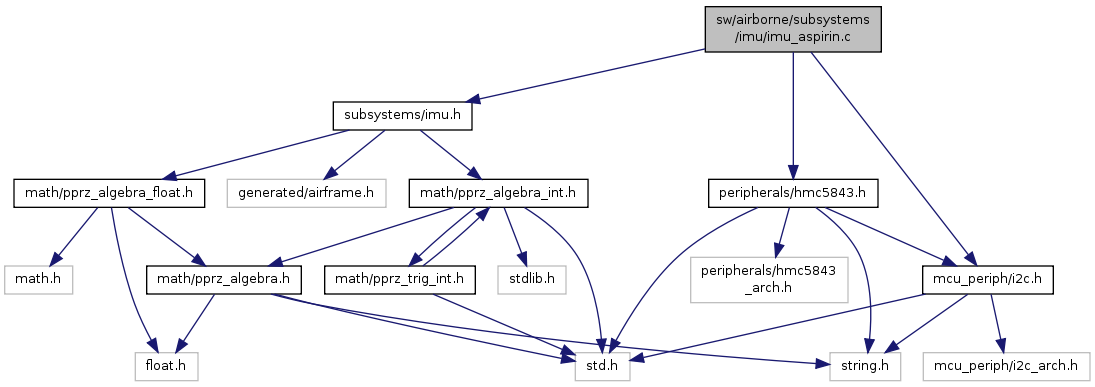 sw/airborne/subsystems
/imu/imu_aspirin.c
subsystems/imu.h
math/pprz_algebra_float.h
generated/airframe.h
math/pprz_algebra_int.h
peripherals/hmc5843.h
math.h
math/pprz_algebra.h
math/pprz_trig_int.h
stdlib.h
peripherals/hmc5843
_arch.h
mcu_periph/i2c.h
float.h
std.h
string.h
mcu_periph/i2c_arch.h